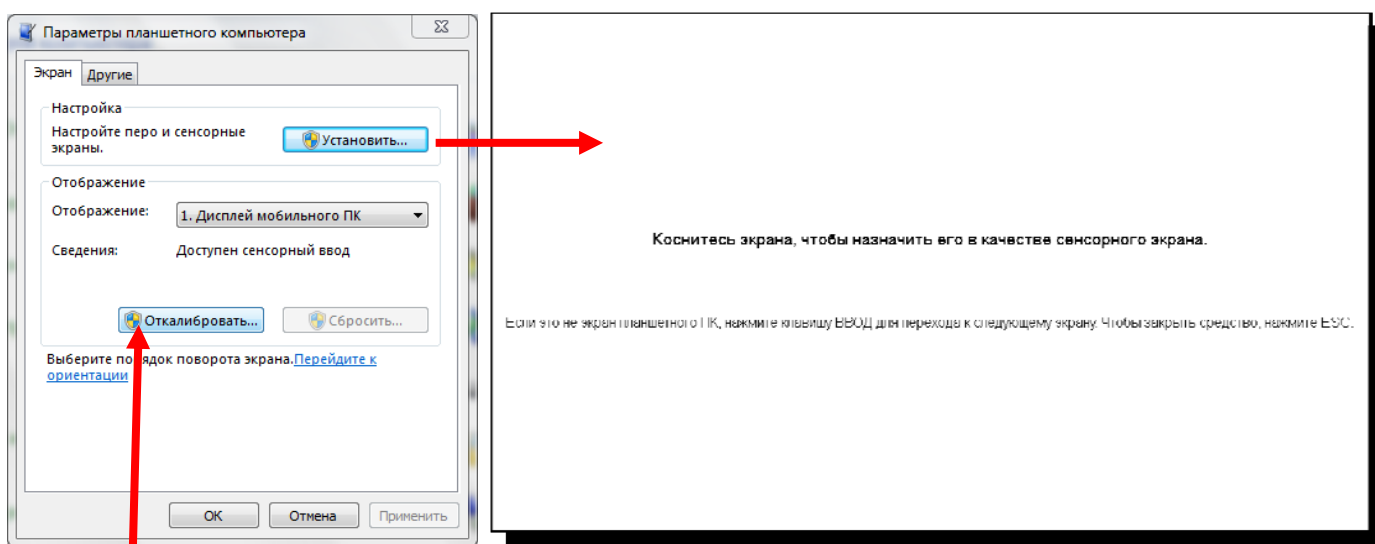 Параметры планшетного компьютера
Экран Другие
Настройка
Настройте перо и сенсорные
экраны.
Установить...
Отображение
Отображение: 1. Дисплей мобильного ПК
Сведения: Доступен сенсорный ввод
Откалибровать... Сбросить...
Выберите порядок поворота экрана.Перейдите к
ориентации
ОК Отмена Применить
Коснитесь экрана, чтобы назначить его в качестве сенсорного экрана.
Если это не экран планшетного ПК, нажмите клавишу ВВОД для перехода к следующему экрану. Чтобы закрыть средство, нажмите ESC.